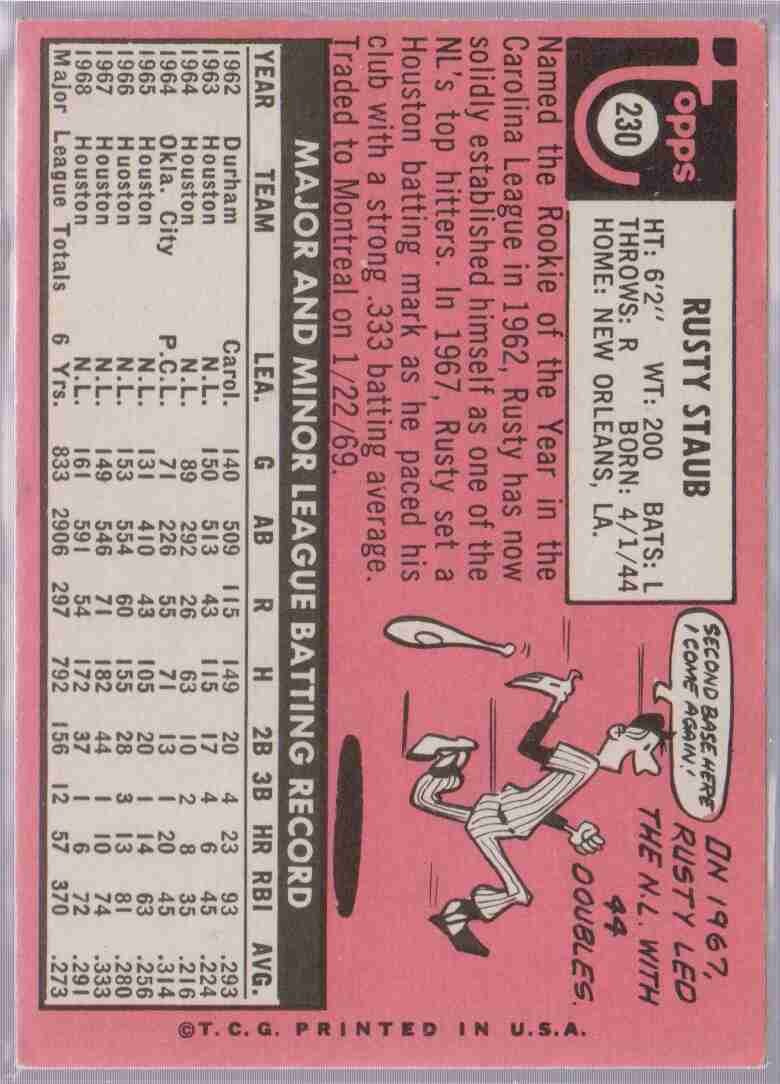 Topps
230
RUSTY STAUB
HT: 6'2" WT: 200 BATS: L
THROWS: R BORN: 4/1/44
HOME: NEW ORLEANS, LA.
Named the Rookie of the Year in the
Carolina League in 1962, Rusty has now
solidly established himself as one of the
NL's top hitters. In 1967, Rusty set a
Houston batting mark as he paced his
club with a strong .333 batting average.
Traded to Montreal on 1/22/69.
SECOND BASE HERE
I COME AGAIN!
IN 1967,
RUSTY LED
THE N.L. WITH
44
DOUBLES.
MAJOR AND MINOR LEAGUE BATTING RECORD
YEAR TEAM LEA. G AB R H 2B 3B HR RBI AVG.
1962 Durham Carol. 140 509 115 149 20 4 23 93 .293
1963 Houston N.L. 150 513 43 115 17 4 6 45 .224
1964 Houston N.L. 89 292 26 63 10 2 8 35 .216
1964 Okla. City P.C.L. 71 226 55 71 13 1 20 45 .314
1965 Houston N.L. 131 410 43 105 20 1 14 63 .256
1966 Huoston N.L. 153 554 60 155 28 3 13 81 .280
1967 Houston N.L. 149 546 71 182 44 1 10 74 .333
1968 Houston N.L. 161 591 54 172 37 1 6 72 .291
Major League Totals 6 Yrs. 833 2906 297 792 156 12 57 370 .273
©T.C.G. PRINTED IN U.S.A.